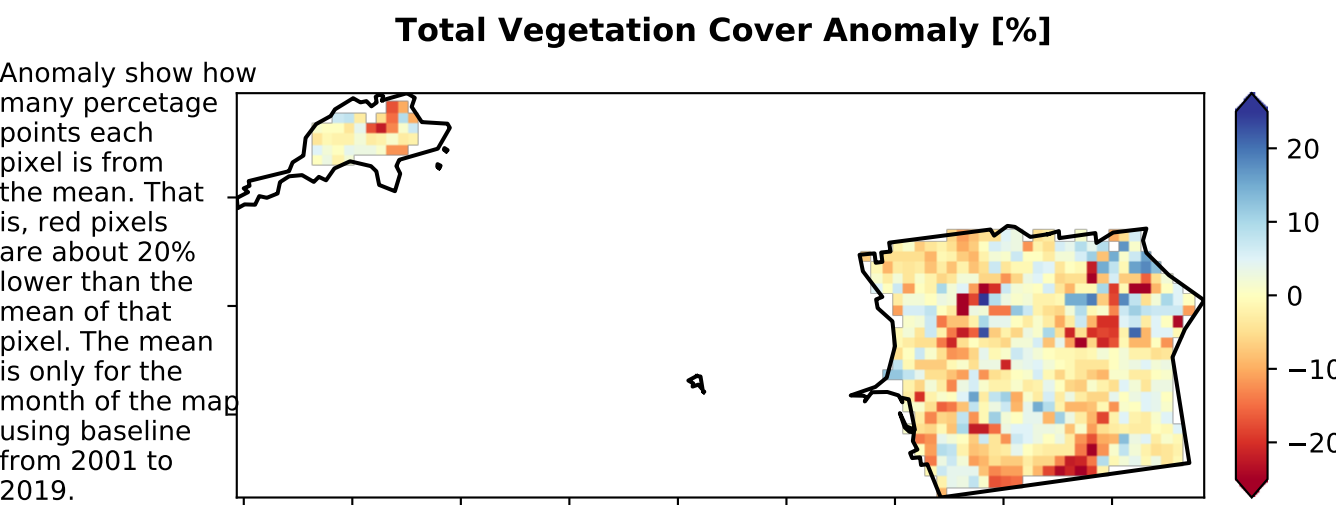 Total Vegetation Cover Anomaly [%]
Anomaly show how
many percetage
points each
pixel is from
the mean. That
is, red pixels
are about 20%
lower than the
mean of that
pixel. The mean
is only for the
month of the map
using baseline
from 2001 to
2019.
20
10
0
−10
−20